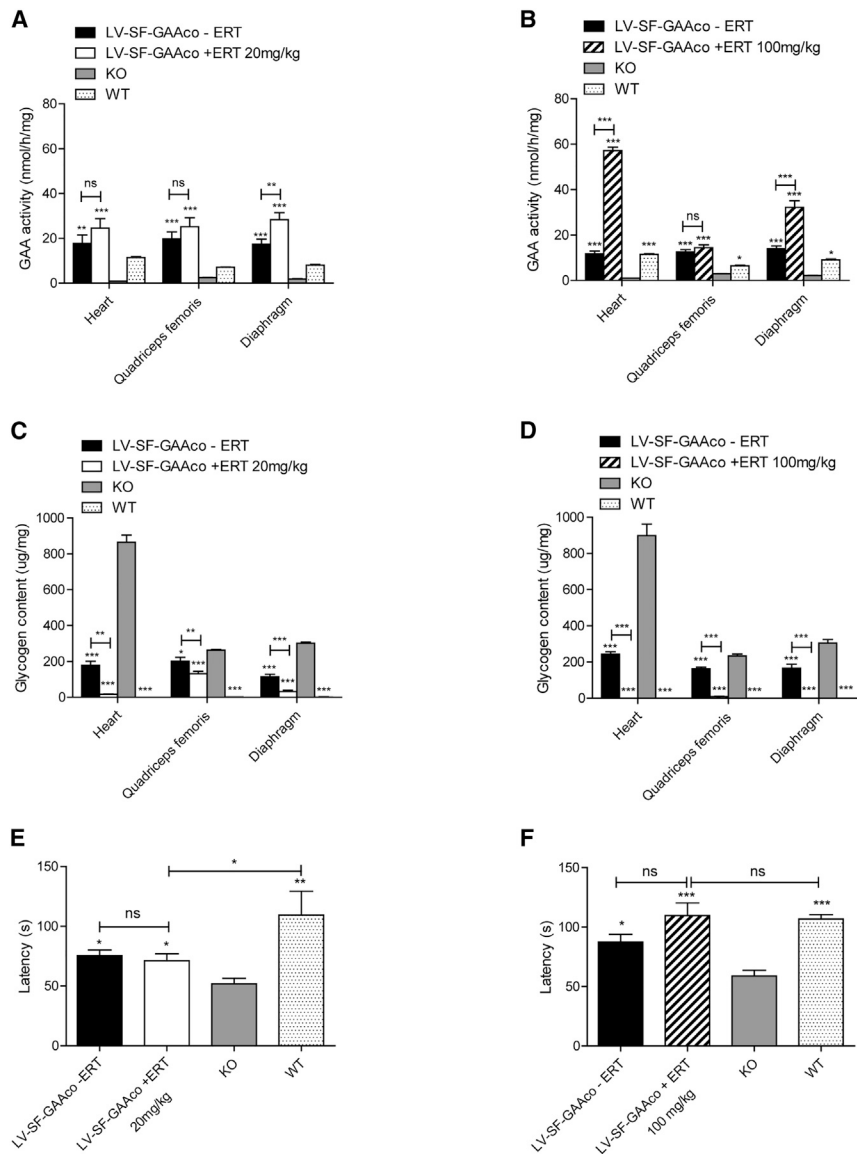 A
LV-SF-GAAco - ERT
LV-SF-GAAco +ERT 20mg/kg
KO
WT
GAA activity (nmol/h/mg)
80
60
40
20
0
ns
** ***
ns
*** ***
**
*** ***
Heart
Quadriceps femoris
Diaphragm
B
LV-SF-GAAco - ERT
LV-SF-GAAco +ERT 100mg/kg
KO
WT
GAA activity (nmol/h/mg)
80
60
40
20
0
***
*** *** ***
ns
*** *** *
***
*** *** *
Heart
Quadriceps femoris
Diaphragm
C
LV-SF-GAAco - ERT
LV-SF-GAAco +ERT 20mg/kg
KO
WT
Glycogen content (ug/mg)
1000
800
600
400
200
0
**
*** *** ***
**
* *** ***
***
*** *** ***
Heart
Quadriceps femoris
Diaphragm
D
LV-SF-GAAco - ERT
LV-SF-GAAco +ERT 100mg/kg
KO
WT
Glycogen content (ug/mg)
1000
800
600
400
200
0
***
*** *** ***
***
*** *** ***
***
*** *** ***
Heart
Quadriceps femoris
Diaphragm
E
Latency (s)
150
100
50
0
*
ns
* * **
LV-SF-GAAco -ERT
LV-SF-GAAco +ERT
20mg/kg
KO
WT
F
Latency (s)
150
100
50
0
ns ns
* *** ***
LV-SF-GAAco - ERT
LV-SF-GAAco + ERT
100 mg/kg
KO
WT